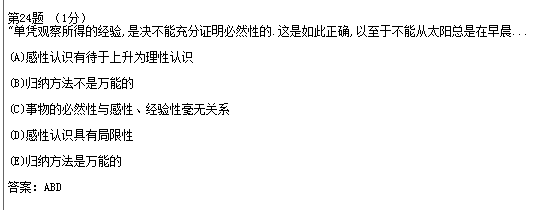 第24题 (1分)
“单凭观察所得的经验,是决不能充分证明必然性的.这是如此正确,以至于不能从太阳总是在早晨...
(A)感性认识有待于上升为理性认识
(B)归纳方法不是万能的
(C)事物的必然性与感性、经验性毫无关系
(D)感性认识具有局限性
(E)归纳方法是万能的
答案: ABD